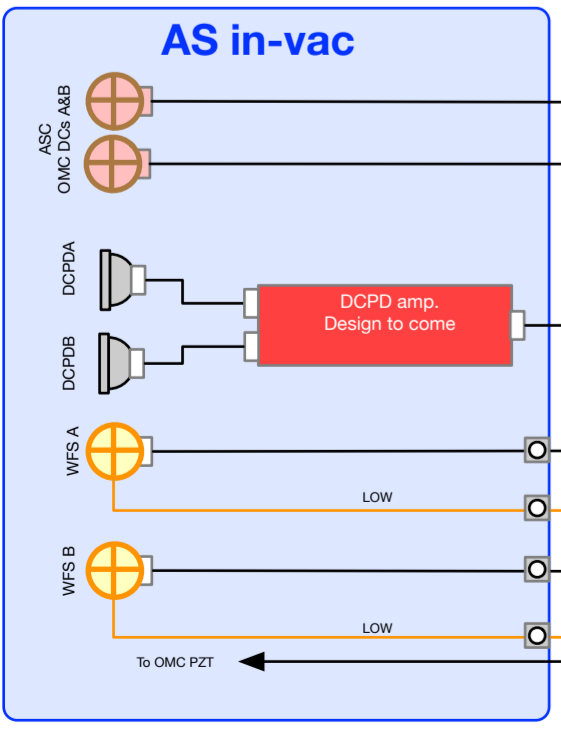 AS in-vac
ASC
OMC DCs A&B
DCPDA
DCPD amp.
Design to come
DCPDB
WFS A
LOW
WFS B
LOW
To OMC PZT